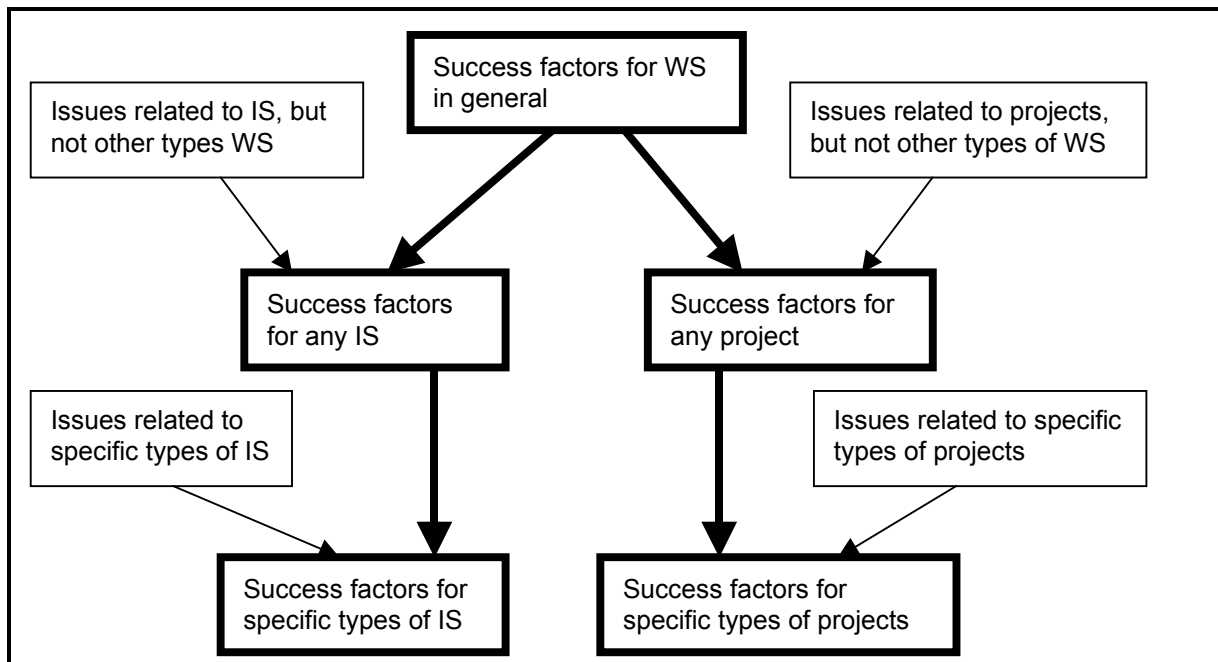 Success factors for WS
in general
Issues related to IS, but
not other types WS
Issues related to projects,
but not other types of WS
Success factors
for any IS
Success factors for
any project
Issues related to
specific types of IS
Issues related to specific
types of projects
Success factors for
specific types of IS
Success factors for
specific types of projects